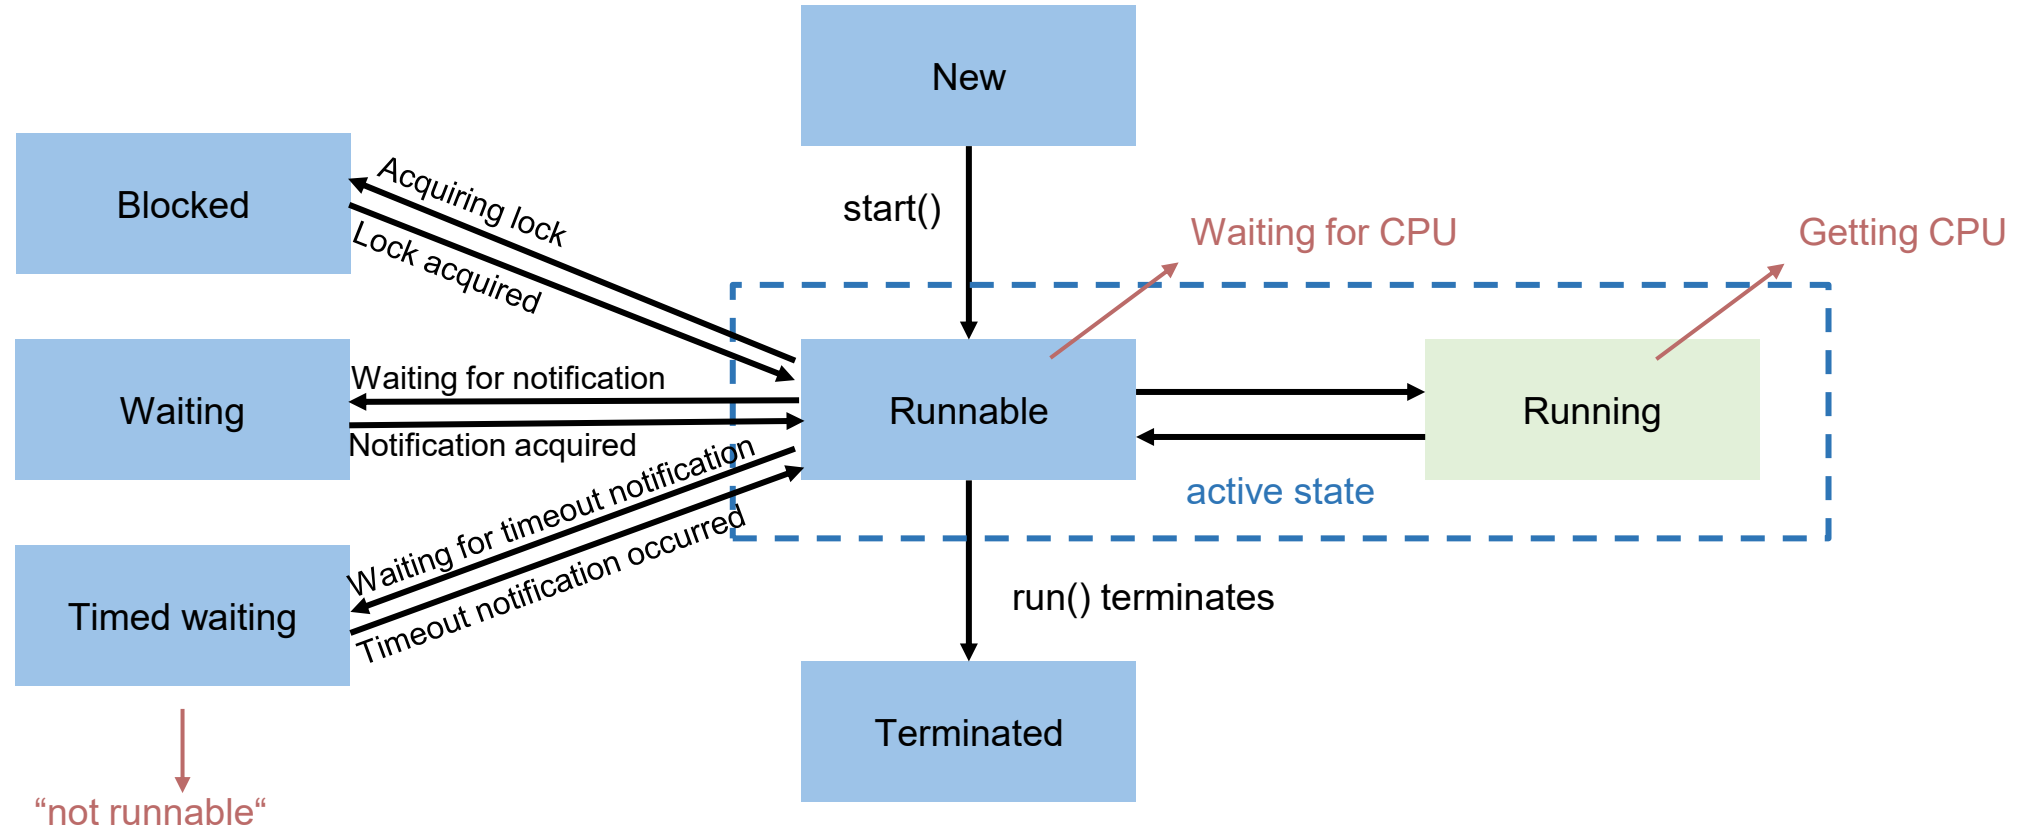 New
Blocked
Acquiring lock
Lock acquired
start()
Waiting for CPU
Getting CPU
Waiting
Waiting for notification
Notification acquired
Runnable
Running
active state
Timed waiting
Waiting for timeout notification
Timeout notification occurred
run() terminates
Terminated
“not runnable“